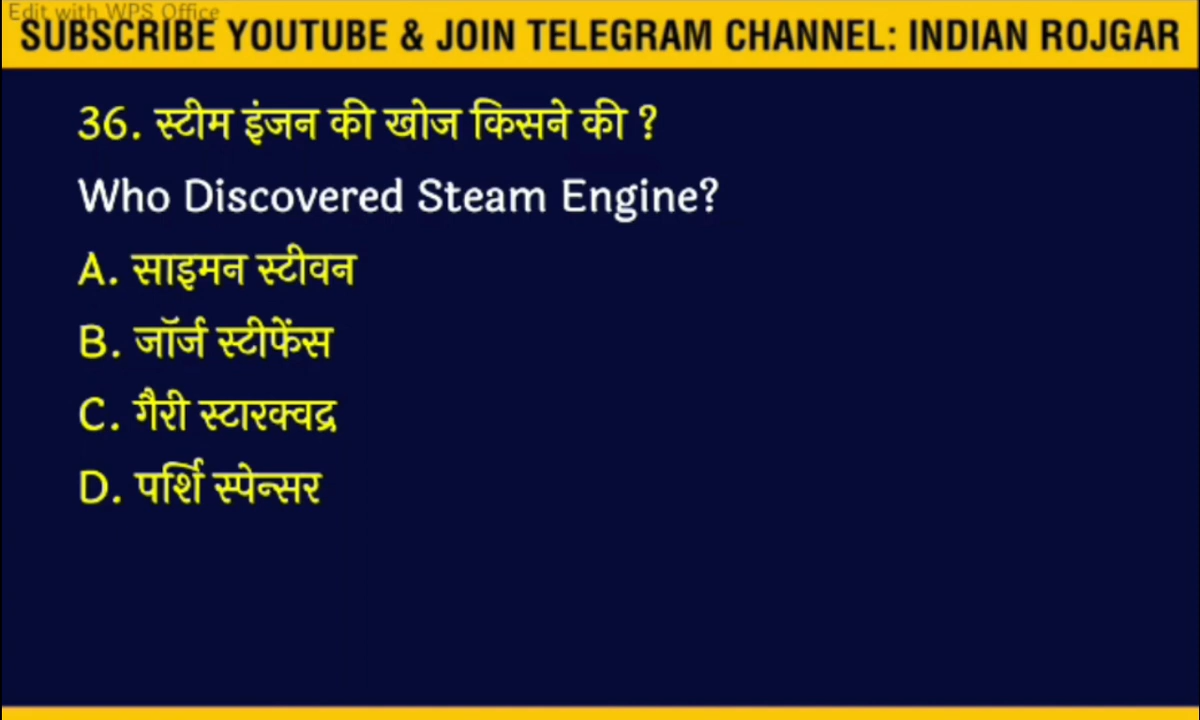 Edit with WPS Office
SUBSCRIBE YOUTUBE & JOIN TELEGRAM CHANNEL: INDIAN ROJGAR
36. स्टीम इंजन की खोज किसने की ?
Who Discovered Steam Engine?
A. साइमन स्टीवन
B. जॉर्ज स्टीफेंस
C. गैरी स्टारक्वद्र
D. पर्शि स्पेन्सर